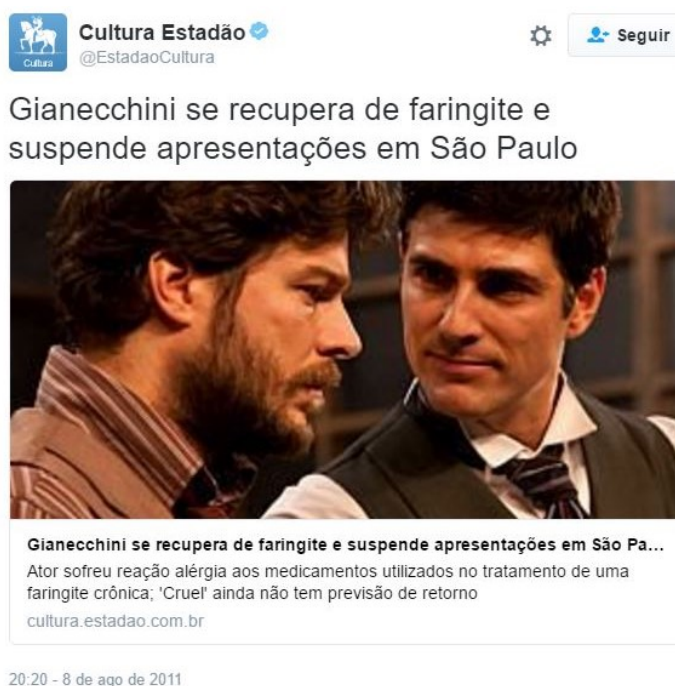 Cultura Estadão
Seguir
Cultura
@EstadaoCultura
Gianecchini se recupera de faringite e
suspende apresentações em São Paulo
Gianecchini se recupera de faringite e suspende apresentações em São Pa...
Ator sofreu reação alérgia aos medicamentos utilizados no tratamento de uma
faringite crônica; 'Cruel' ainda não tem previsão de retorno
cultura.estadao.com.br
20:20 - 8 de ago de 2011